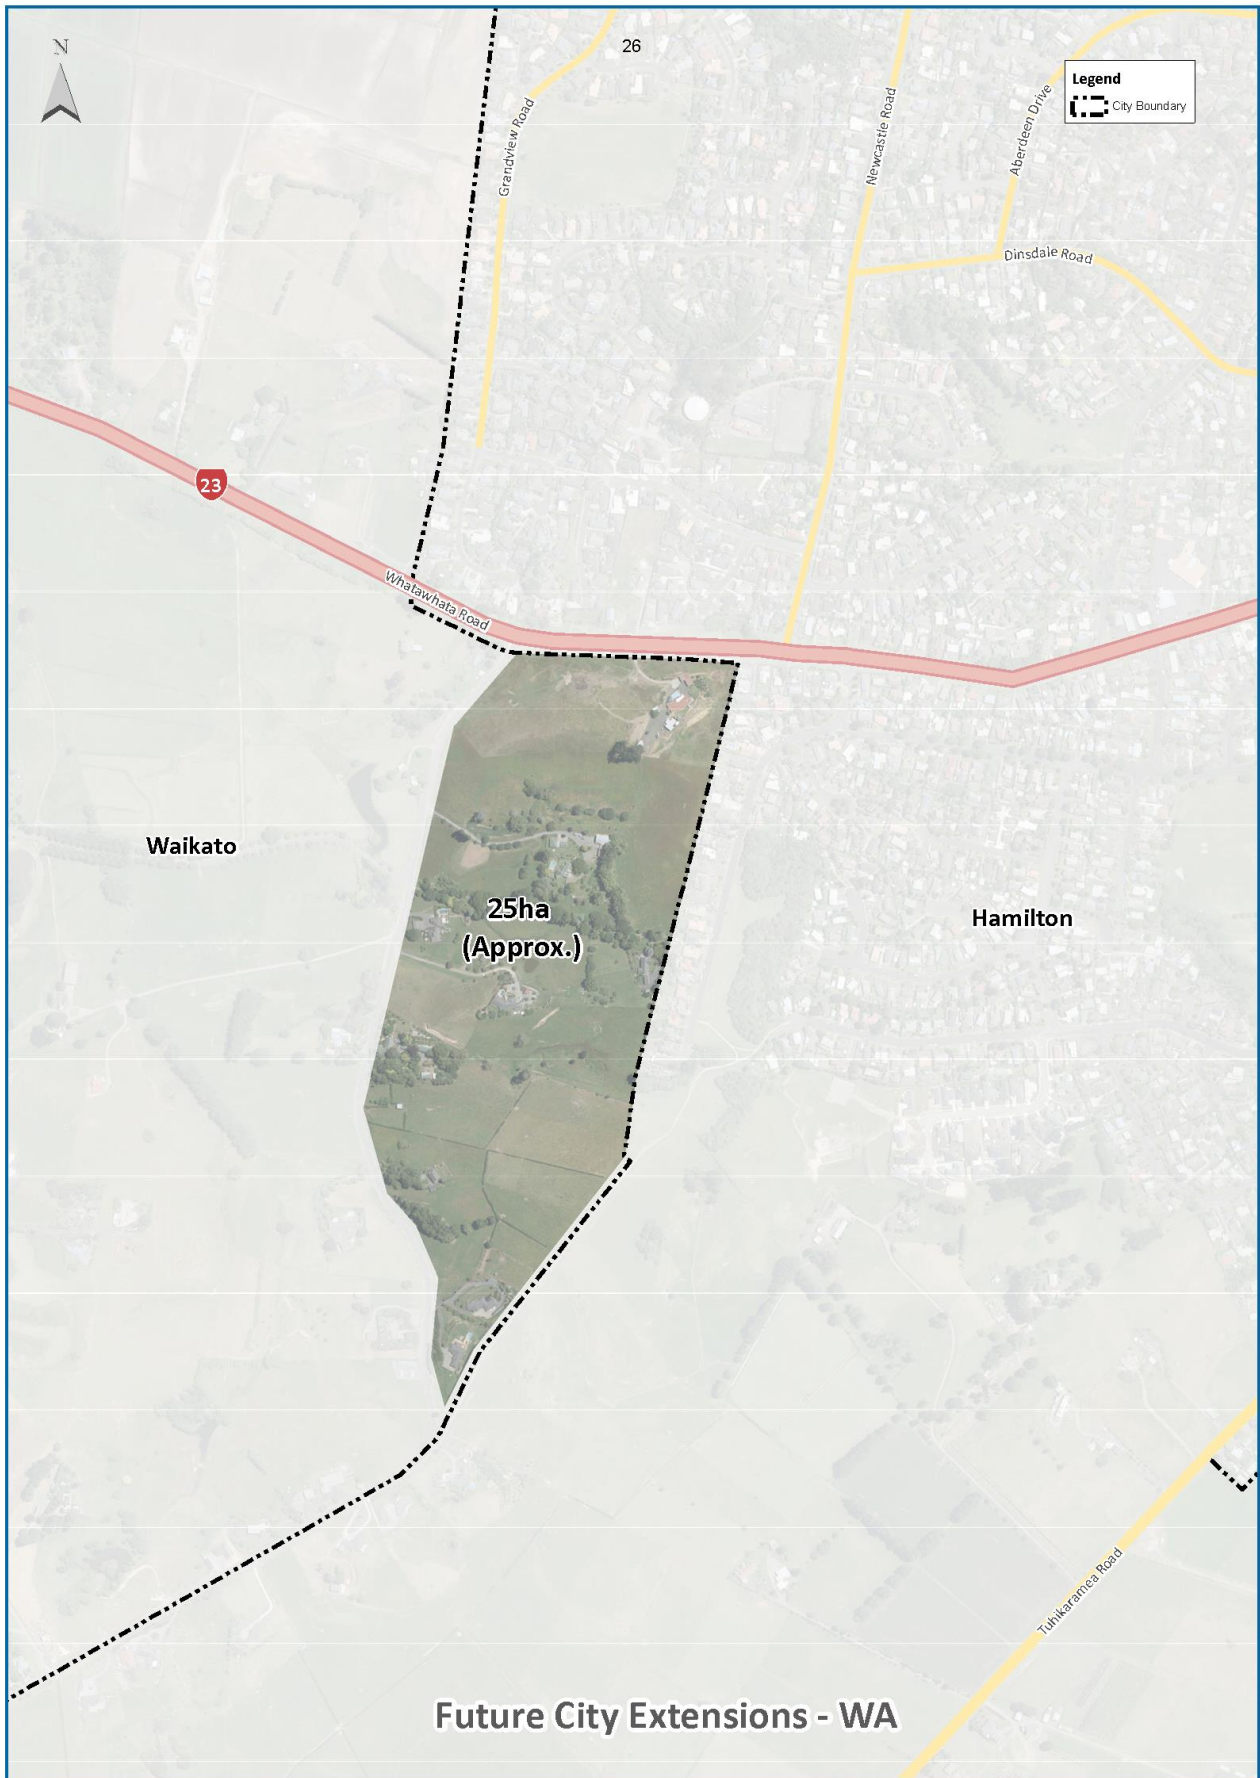 N
26
Legend
City Boundary
Grandview Road
Newcastle Road
Aberdeen Drive
Dinsdale Road
23
Whatawhata Road
Waikato
25ha
(Approx.)
Hamilton
Tuhikaramea Road
Future City Extensions - WA